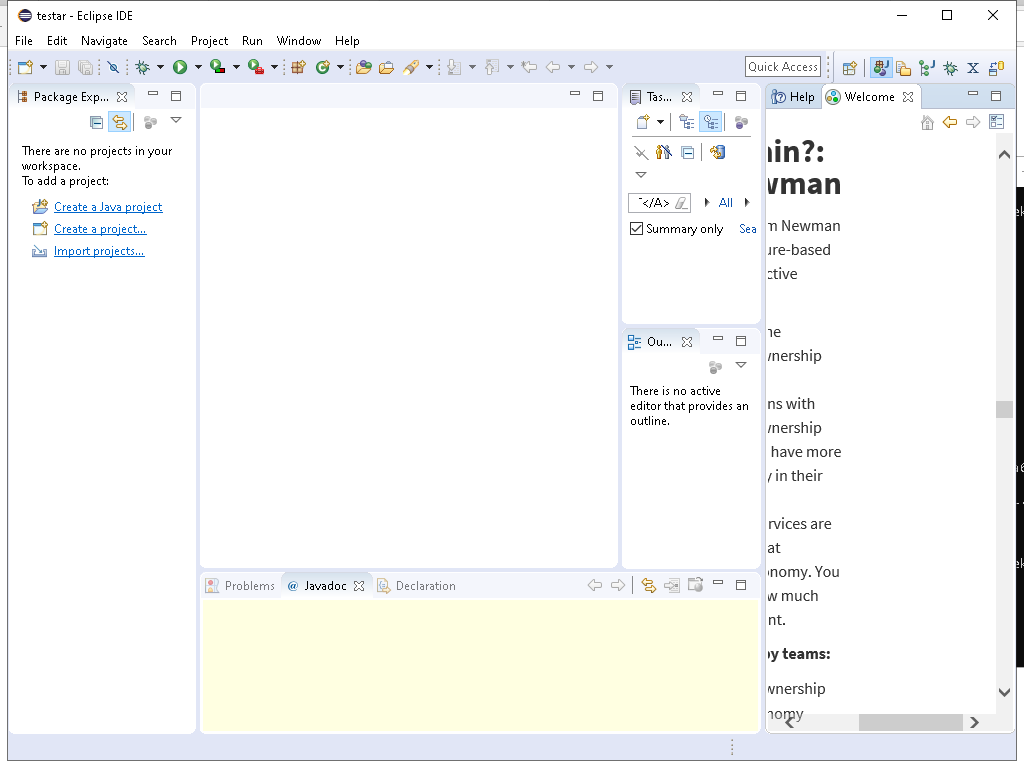 testar - Eclipse IDE
File Edit Navigate Search Project Run Window Help
Quick Access
Package Exp...
There are no projects in your
workspace.
To add a project:
Create a Java project
Create a project...
Import projects...
Tas...
All
Summary only
Sea
Ou...
There is no active
editor that provides an
outline.
Problems
@ Javadoc
Declaration
Help
Welcome
ain?:
wman
m Newman
ure-based
ctive
ne
wnership
ns with
wnership
have more
y in their
rvices are
at
onomy. You
w much
nt.
by teams:
wnership
nomy